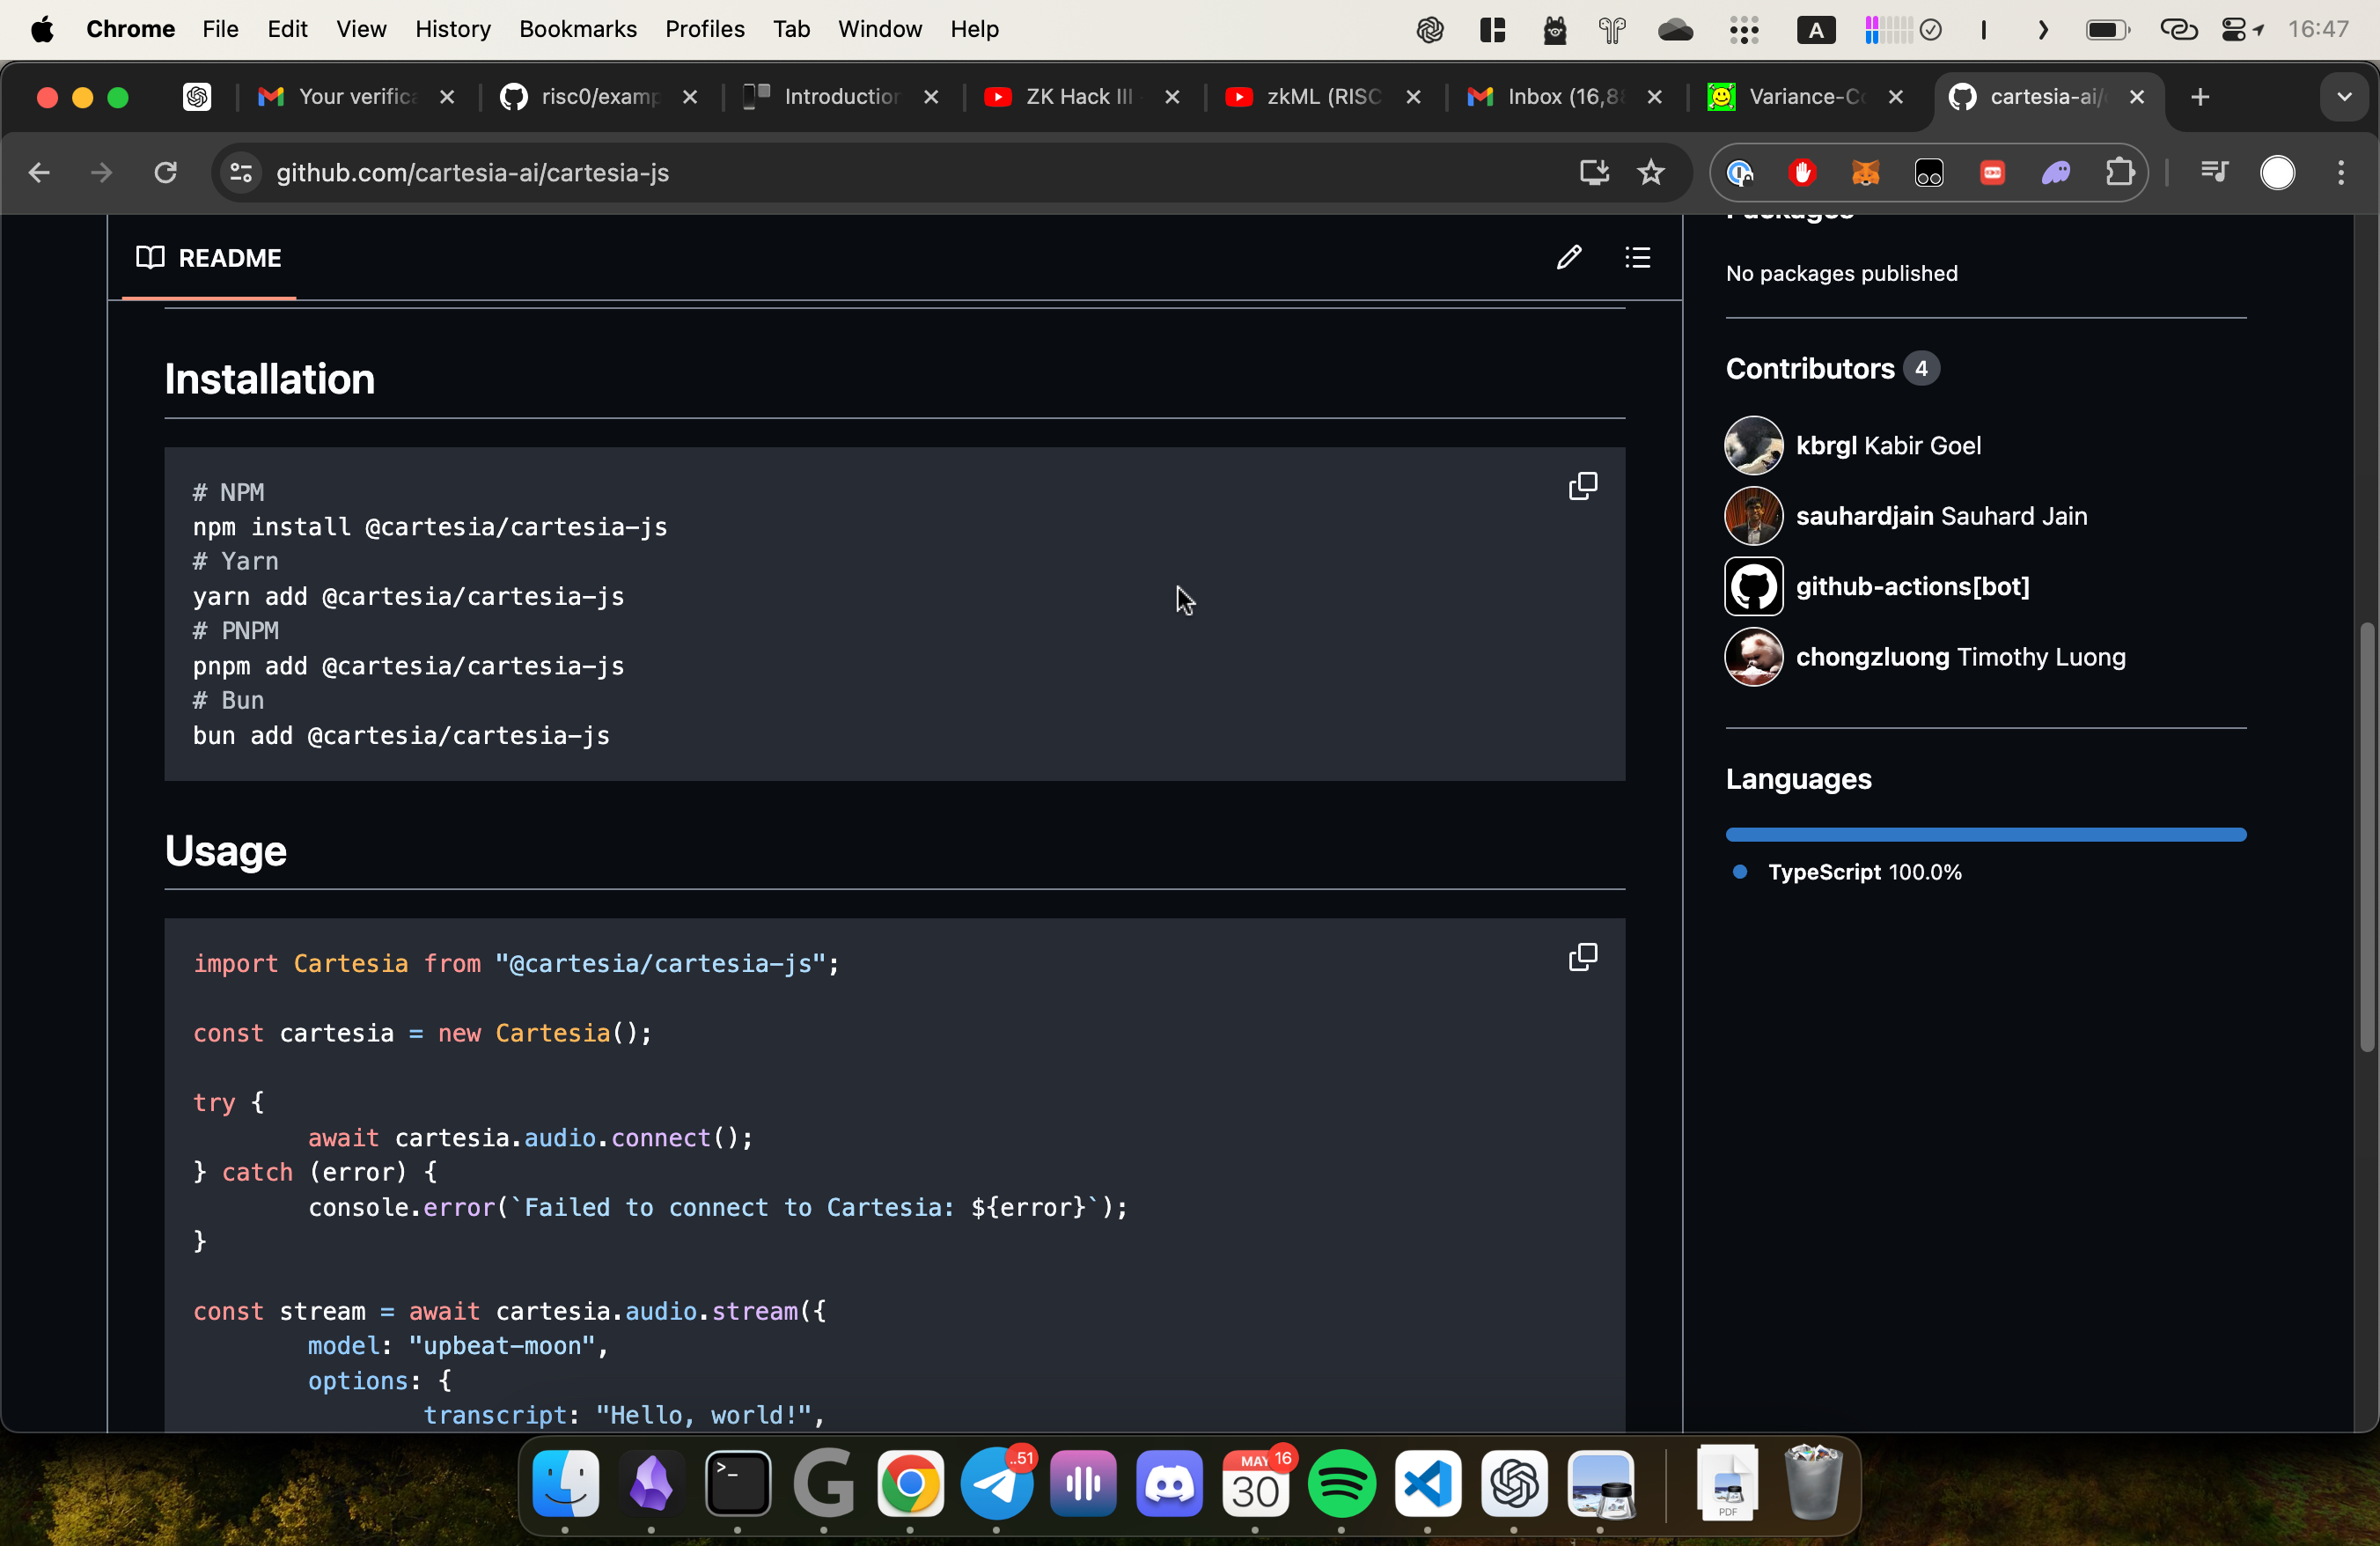 Chrome File Edit View History Bookmarks Profiles Tab Window Help A 16:47
Your verifica risc0/examp Introduction ZK Hack III zkML (RISC Inbox (16,8 Variance-Co cartesia-ai/
github.com/cartesia-ai/cartesia-js
README
Installation
# NPM
npm install @cartesia/cartesia-js
# Yarn
yarn add @cartesia/cartesia-js
# PNPM
pnpm add @cartesia/cartesia-js
# Bun
bun add @cartesia/cartesia-js
Usage
import Cartesia from "@cartesia/cartesia-js";
const cartesia = new Cartesia();
try {
await cartesia.audio.connect();
} catch (error) {
console.error(`Failed to connect to Cartesia: ${error}`);
}
const stream = await cartesia.audio.stream({
model: "upbeat-moon",
options: {
transcript: "Hello, world!",
Packages
No packages published
Contributors 4
kbrgl Kabir Goel
sauhardjain Sauhard Jain
github-actions[bot]
chongzluong Timothy Luong
Languages
TypeScript 100.0%
..51
MAY 16
30
PDF